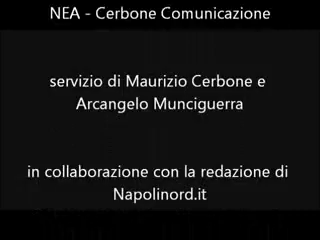 NEA - Cerbone Comunicazione
servizio di Maurizio Cerbone e
Arcangelo Munciguerra
in collaborazione con la redazione di
Napolinord.it